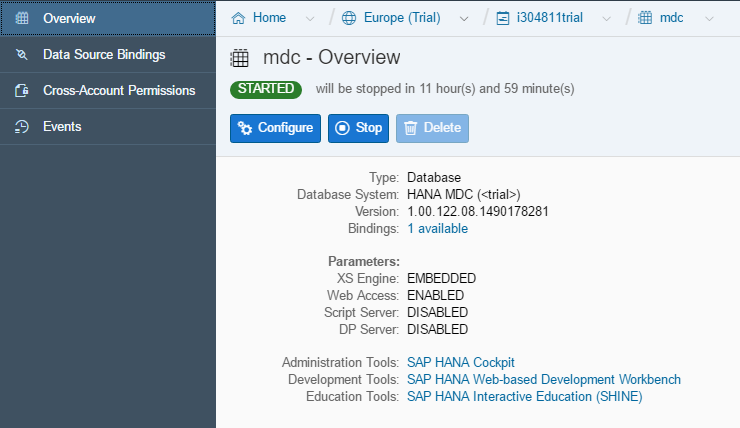 Overview
Data Source Bindings
Cross-Account Permissions
Events
Home / Europe (Trial) / i304811trial / mdc
mdc - Overview
STARTED will be stopped in 11 hour(s) and 59 minute(s)
Configure Stop Delete
Type: Database
Database System: HANA MDC (<trial>)
Version: 1.00.122.08.1490178281
Bindings: 1 available
Parameters:
XS Engine: EMBEDDED
Web Access: ENABLED
Script Server: DISABLED
DP Server: DISABLED
Administration Tools: SAP HANA Cockpit
Development Tools: SAP HANA Web-based Development Workbench
Education Tools: SAP HANA Interactive Education (SHINE)